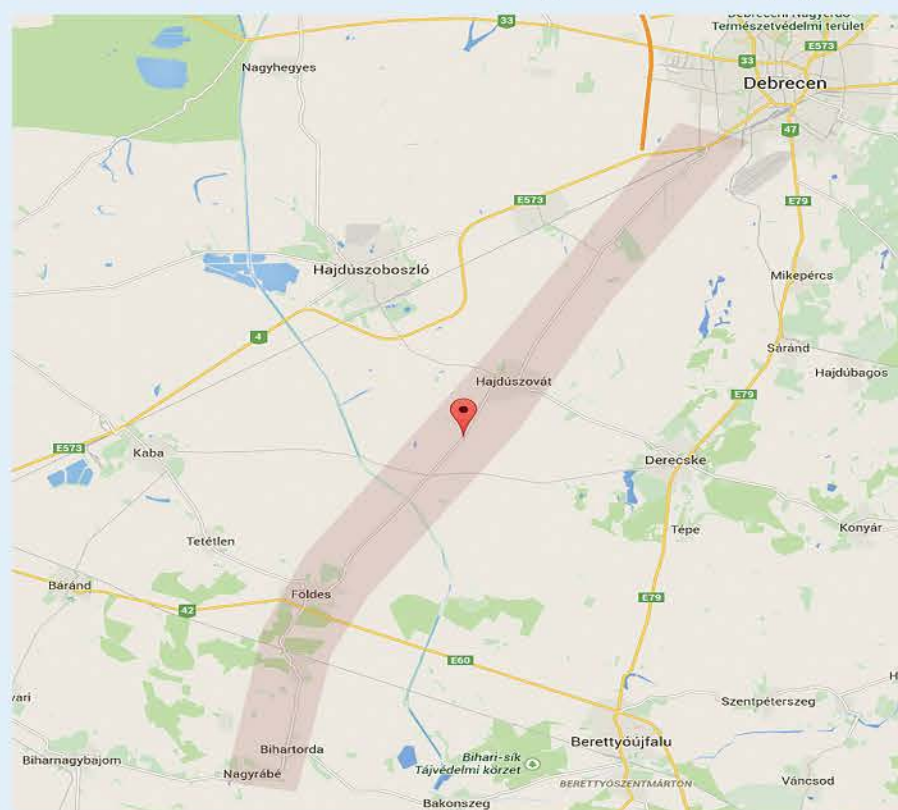 33
Debreceni Nagyerdő
Természetvédelmi terület
E573
33
Nagyhegyes
Debrecen
47
E573
E79
Hajdúszoboszló
Mikepércs
4
Sáránd
Hajdúszovát
Hajdúbagos
E79
E573
Kaba
Derecske
Tépe
Konyár
Tetétlen
Báránd
Földes
42
E79
E60
vari
Szentpéterszeg
Berettyóújfalu
Bihartorda
Biharnagybajom
Bihari-sík
Tájvédelmi körzet
Nagyrábé
BERETTYÓSZENTMÁRTON
Váncsod
Bakonszeg